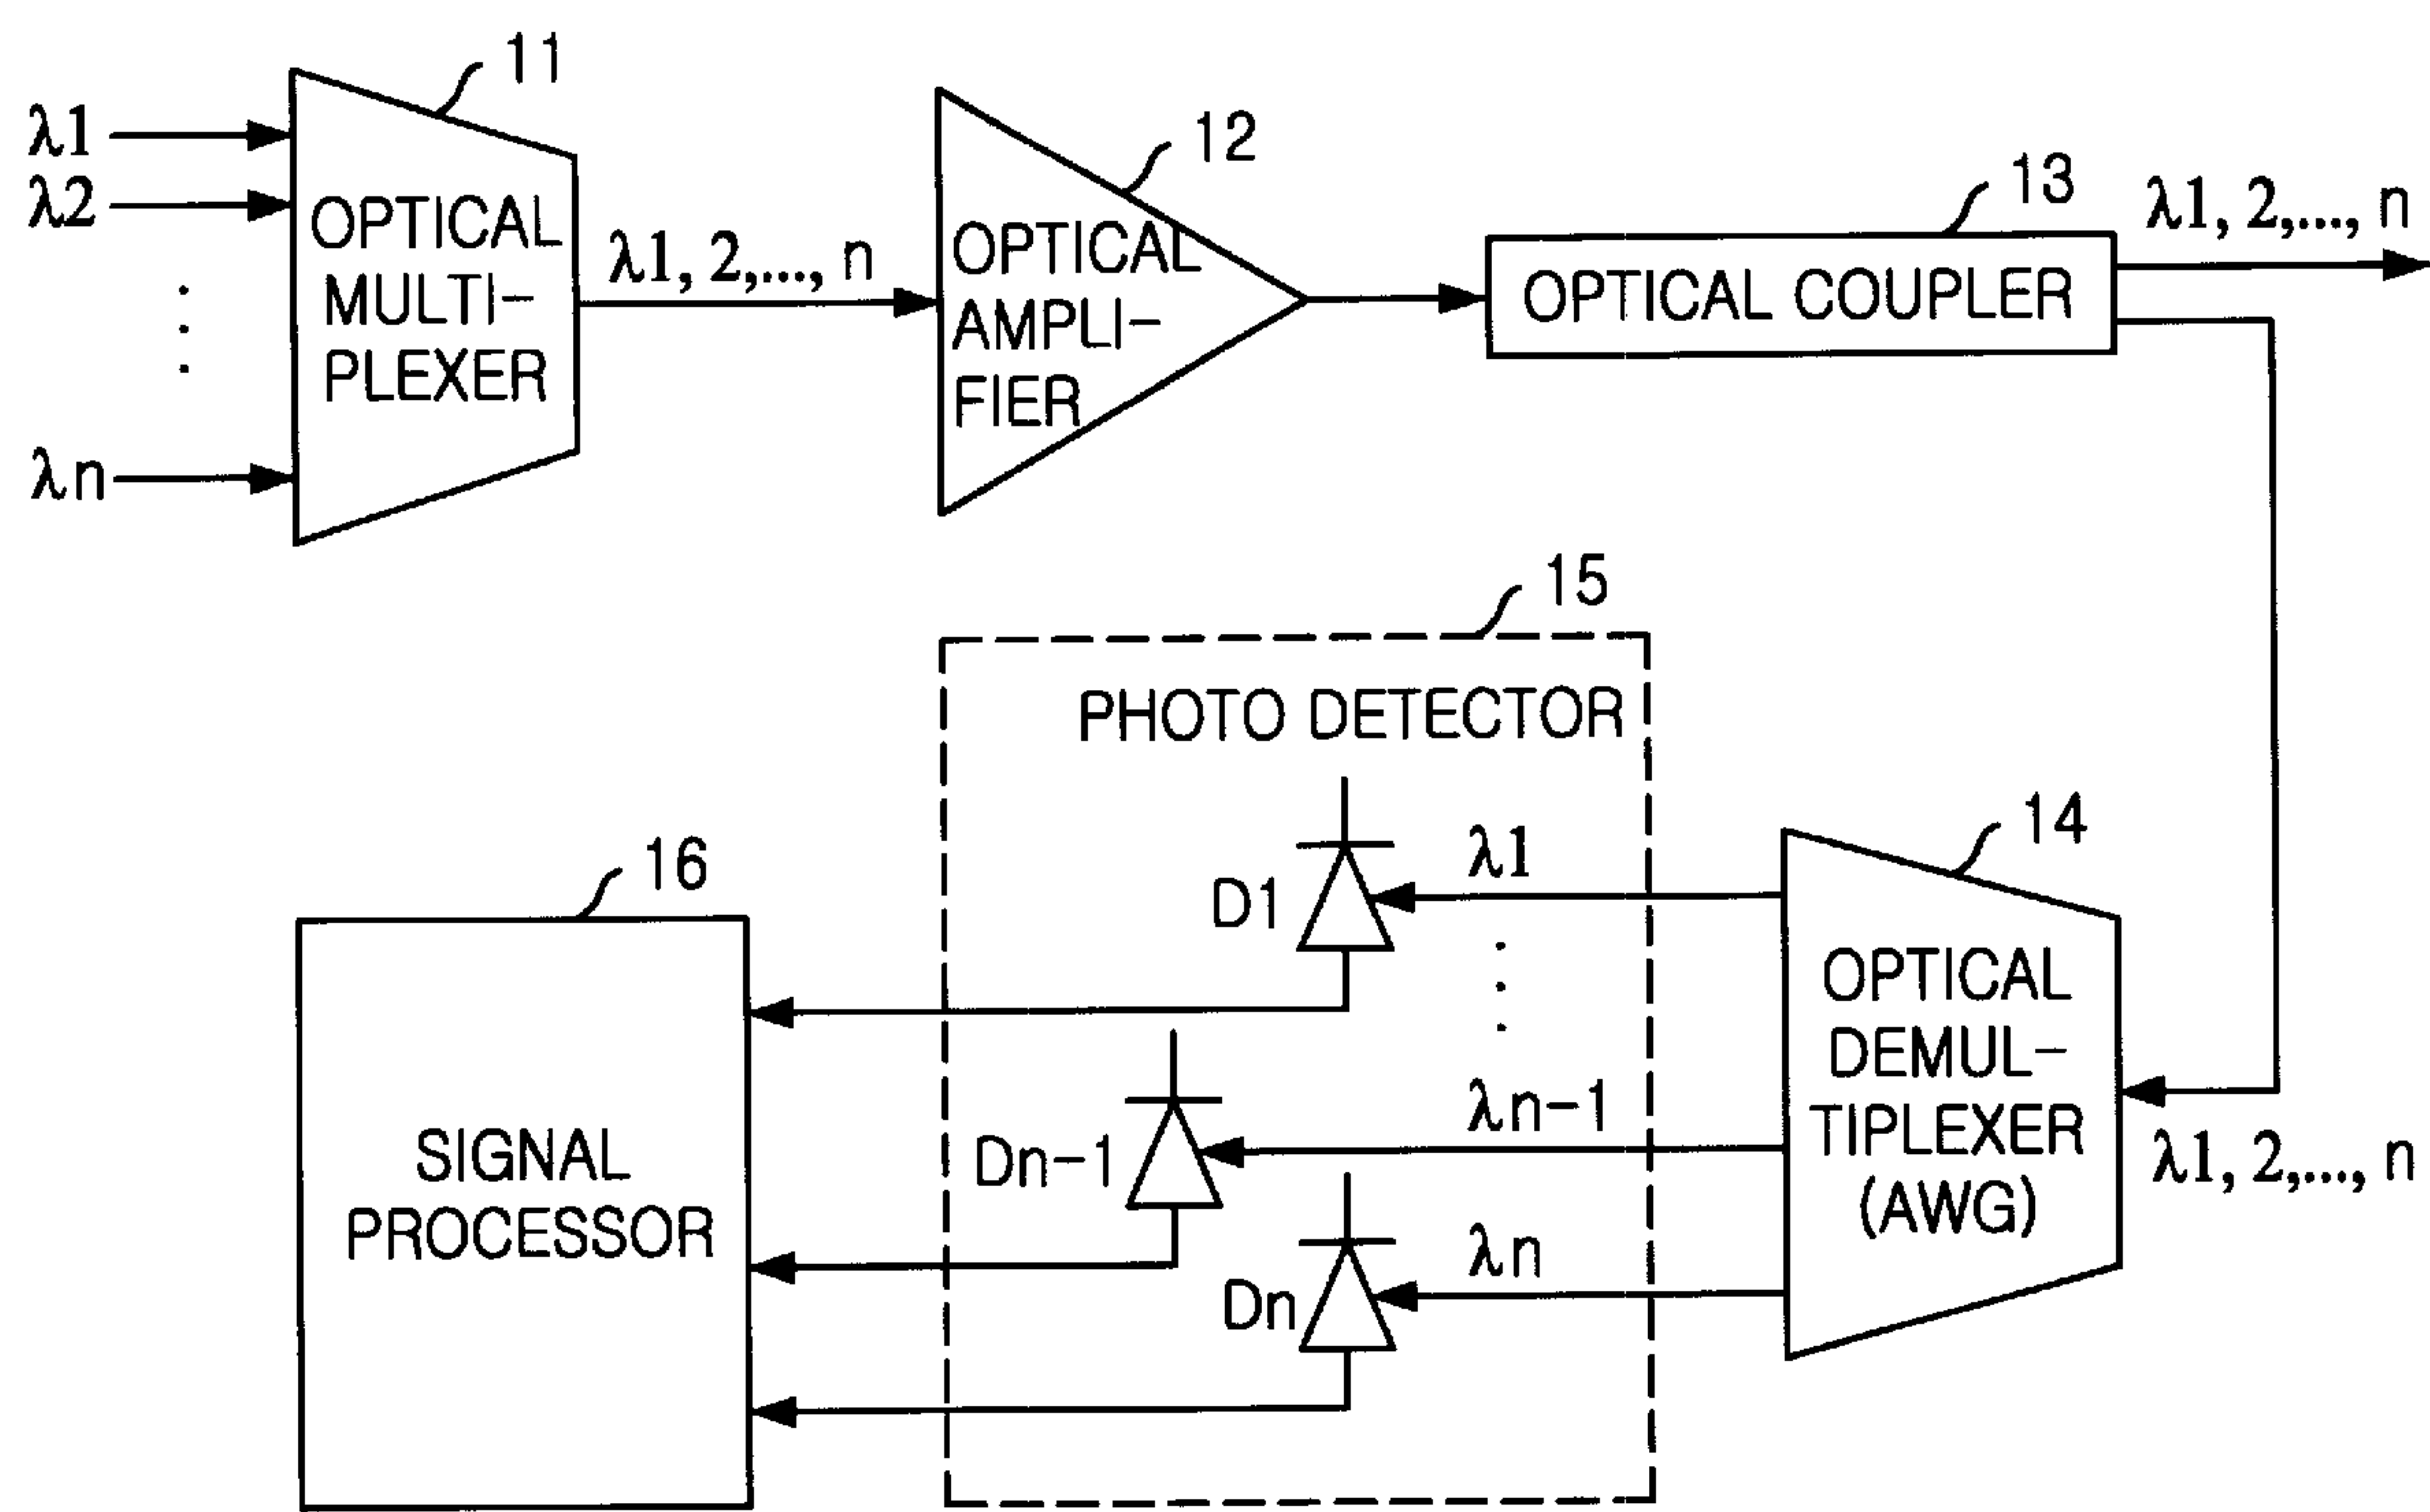 11
λ1
λ2
λn
OPTICAL
MULTI-
PLEXER
λ1, 2,..., n
12
OPTICAL
AMPLI-
FIER
13
OPTICAL COUPLER
λ1, 2,..., n
14
OPTICAL
DEMUL-
TIPLEXER
(AWG)
λ1, 2,..., n
15
PHOTO DETECTOR
D1
λ1
Dn-1
λn-1
Dn
λn
16
SIGNAL
PROCESSOR